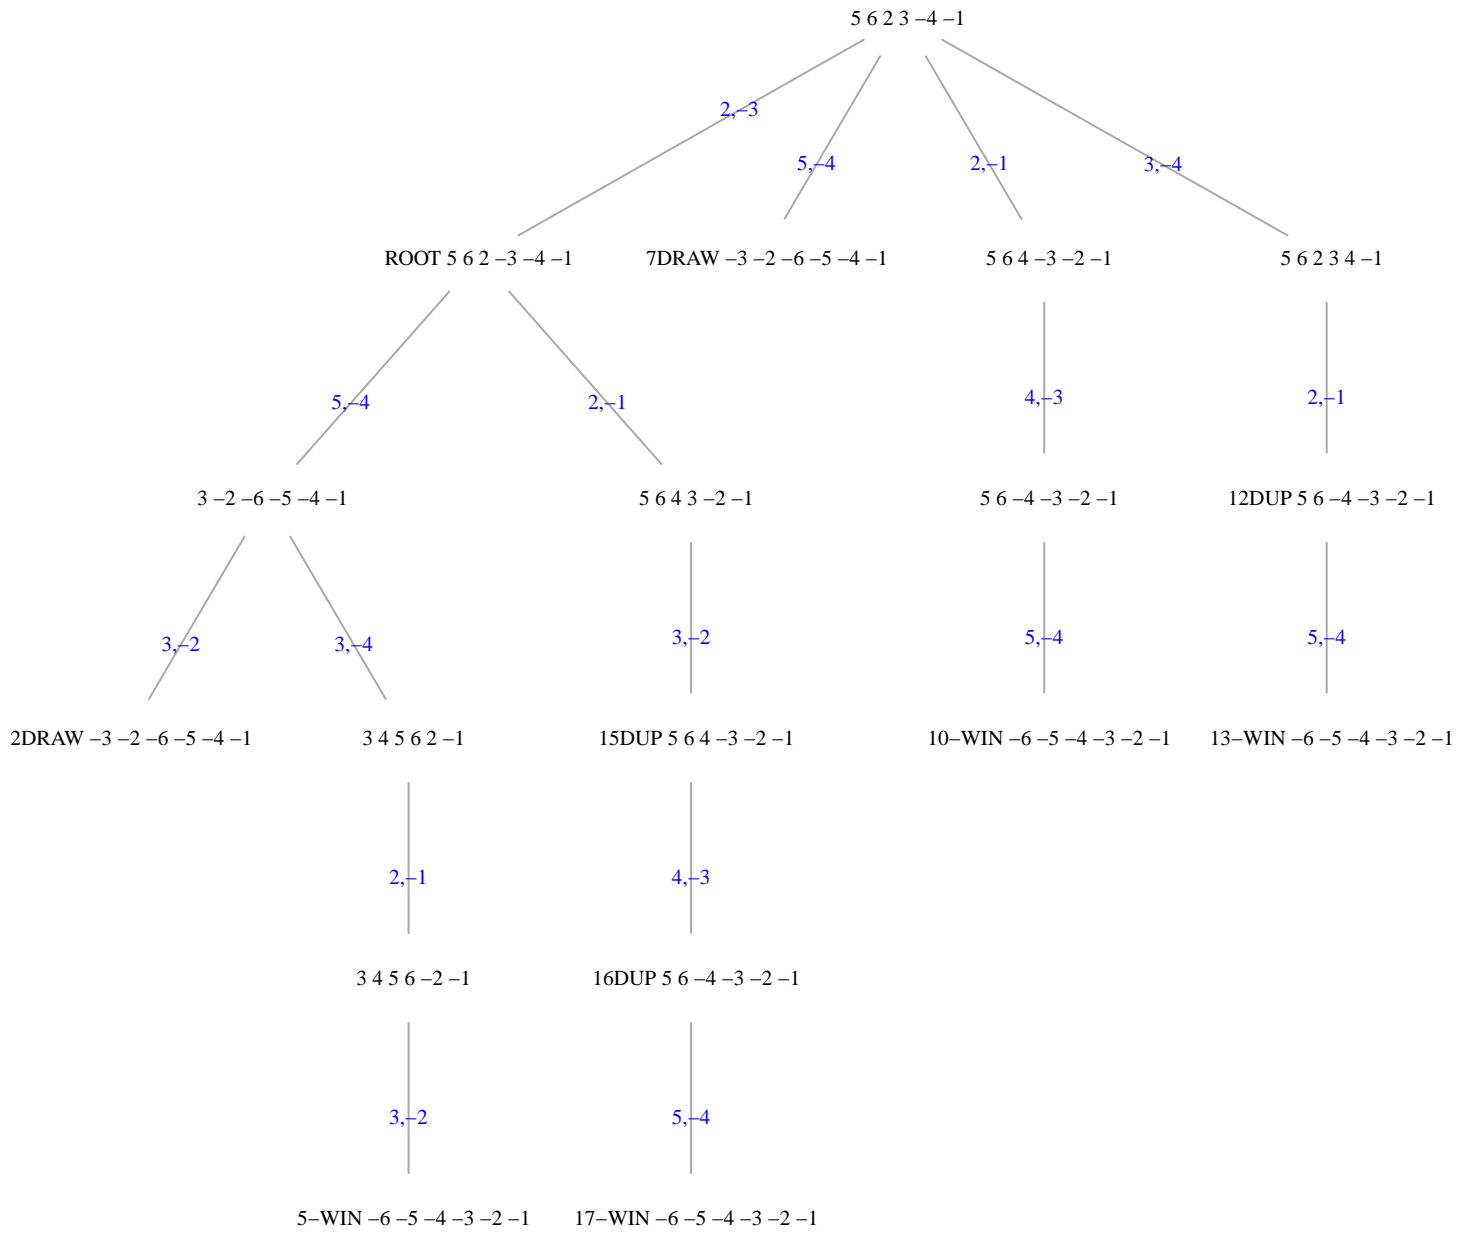 5 6 2 3 –4 –1
2,–3
5,–4
2,–1
3,–4
ROOT 5 6 2 –3 –4 –1
7DRAW –3 –2 –6 –5 –4 –1
5 6 4 –3 –2 –1
5 6 2 3 4 –1
5,–4
2,–1
4,–3
2,–1
3 –2 –6 –5 –4 –1
5 6 4 3 –2 –1
5 6 –4 –3 –2 –1
12DUP 5 6 –4 –3 –2 –1
3,–2
3,–4
3,–2
5,–4
5,–4
2DRAW –3 –2 –6 –5 –4 –1
3 4 5 6 2 –1
15DUP 5 6 4 –3 –2 –1
10–WIN –6 –5 –4 –3 –2 –1
13–WIN –6 –5 –4 –3 –2 –1
2,–1
4,–3
3 4 5 6 –2 –1
16DUP 5 6 –4 –3 –2 –1
3,–2
5,–4
5–WIN –6 –5 –4 –3 –2 –1
17–WIN –6 –5 –4 –3 –2 –1